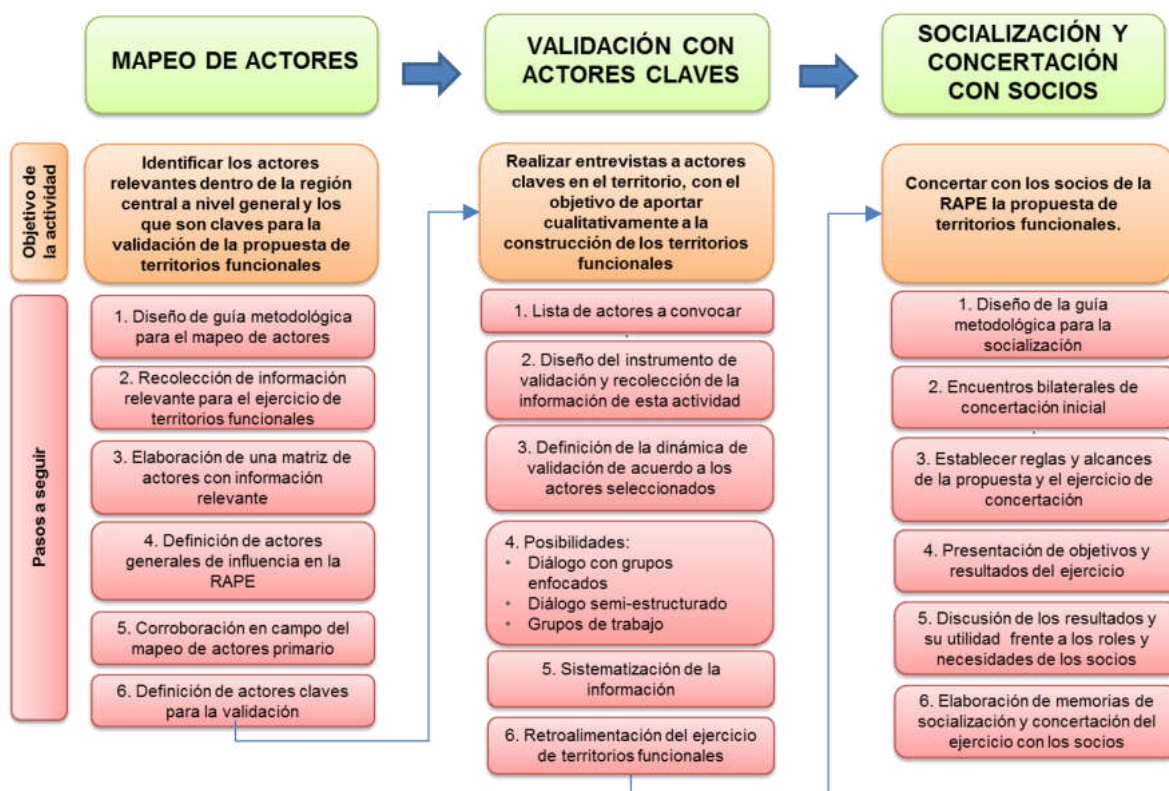 MAPEO DE ACTORES
VALIDACIÓN CON
ACTORES CLAVES
SOCIALIZACIÓN Y
CONCERTACIÓN
CON SOCIOS
Objetivo de
la actividad
Identificar los actores
relevantes dentro de la región
central a nivel general y los
que son claves para la
validación de la propuesta de
territorios funcionales
Realizar entrevistas a actores
claves en el territorio, con el
objetivo de aportar
cualitativamente a la
construcción de los territorios
funcionales
Concertar con los socios de la
RAPE la propuesta de
territorios funcionales.
Pasos a seguir
1. Diseño de guía metodológica
para el mapeo de actores
2. Recolección de información
relevante para el ejercicio de
territorios funcionales
3. Elaboración de una matriz de
actores con información
relevante
4. Definición de actores
generales de influencia en la
RAPE
5. Corroboración en campo del
mapeo de actores primario
6. Definición de actores claves
para la validación
1. Lista de actores a convocar
2. Diseño del instrumento de
validación y recolección de la
información de esta actividad
3. Definición de la dinámica de
validación de acuerdo a los
actores seleccionados
4. Posibilidades:
• Diálogo con grupos
enfocados
• Diálogo semi-estructurado
• Grupos de trabajo
5. Sistematización de la
información
6. Retroalimentación del ejercicio
de territorios funcionales
1. Diseño de la guía
metodológica para la
socialización
2. Encuentros bilaterales de
concertación inicial
3. Establecer reglas y alcances
de la propuesta y el ejercicio de
concertación
4. Presentación de objetivos y
resultados del ejercicio
5. Discusión de los resultados y
su utilidad frente a los roles y
necesidades de los socios
6. Elaboración de memorias de
socialización y concertación del
ejercicio con los socios